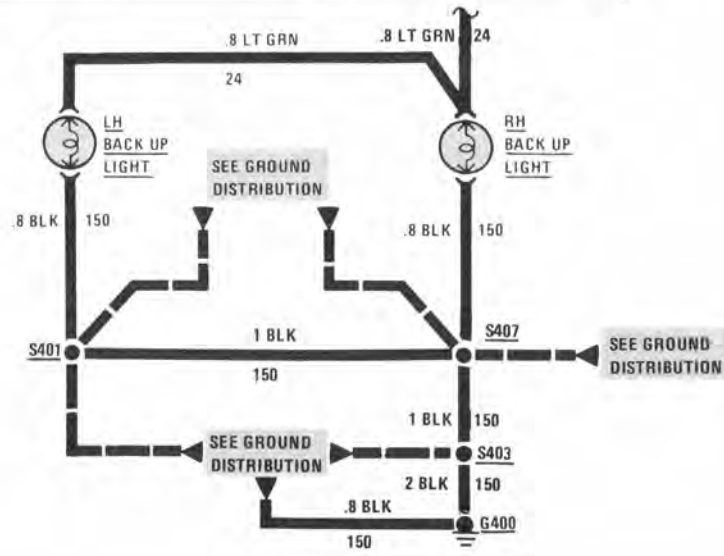 .8 LT GRN
24
.8 LT GRN
24
LH
BACK UP
LIGHT
RH
BACK UP
LIGHT
SEE GROUND
DISTRIBUTION
.8 BLK
150
.8 BLK
150
S401
1 BLK
150
S407
SEE GROUND
DISTRIBUTION
1 BLK
150
SEE GROUND
DISTRIBUTION
S403
2 BLK
150
.8 BLK
150
G400